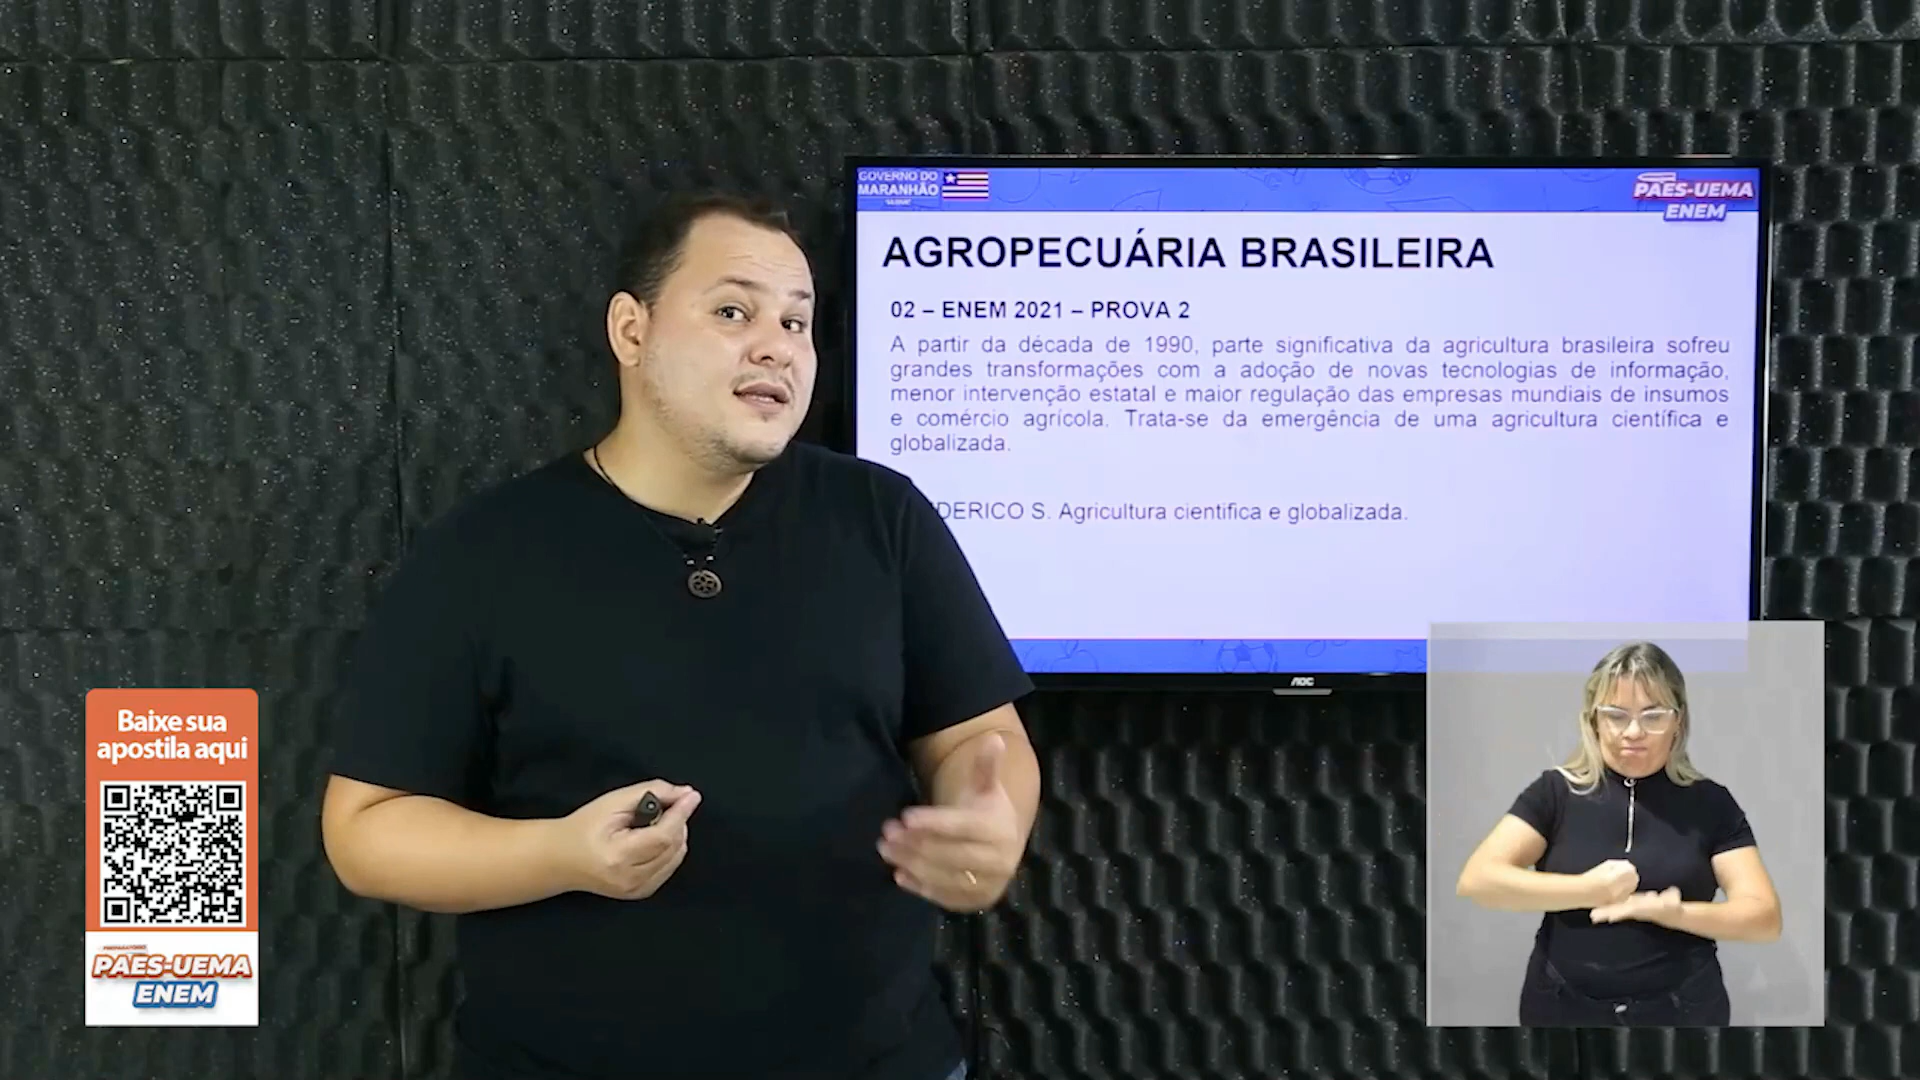 GOVERNO DO
MARANHÃO
PAES-UEMA
ENEM
AGROPECUÁRIA BRASILEIRA
02 – ENEM 2021 – PROVA 2
A partir da década de 1990, parte significativa da agricultura brasileira sofreu
grandes transformações com a adoção de novas tecnologias de informação,
menor intervenção estatal e maior regulação das empresas mundiais de insumos
e comércio agrícola. Trata-se da emergência de uma agricultura científica e
globalizada.
DERICO S. Agricultura cientifica e globalizada.
AOC
Baixe sua
apostila aqui
PREPARATÓRIO
PAES-UEMA
ENEM